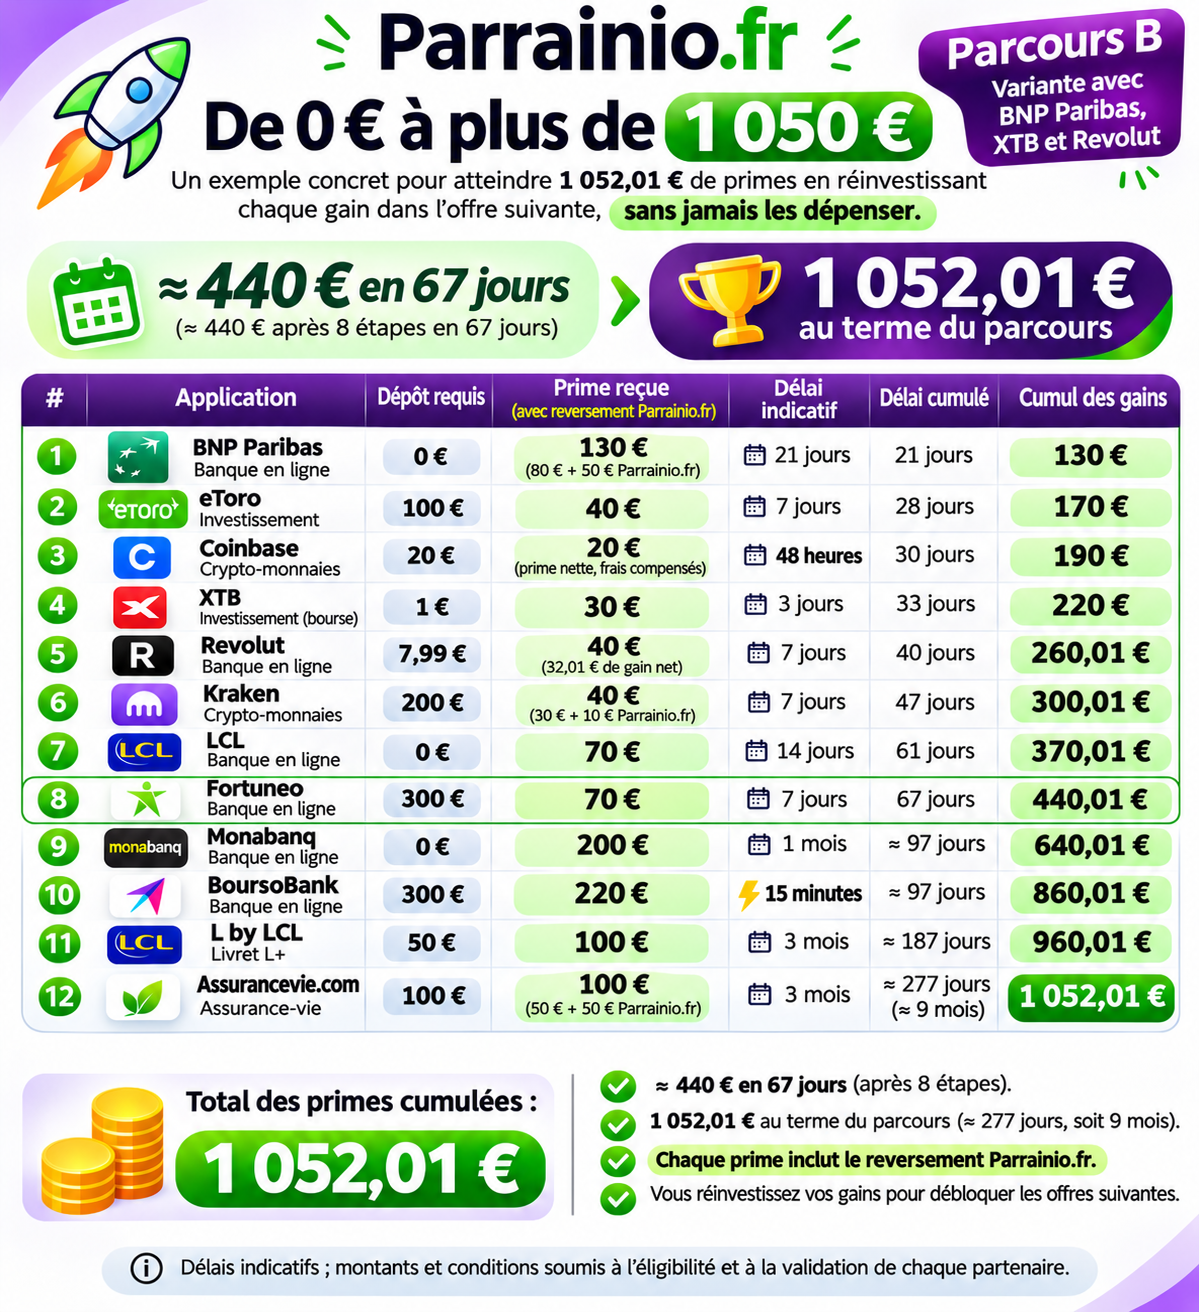 Parrainio.fr
Parcours B
Variante avec
BNP Paribas,
XTB et Revolut
De 0 € à plus de 1 050 €
Un exemple concret pour atteindre 1 052,01 € de primes en réinvestissant
chaque gain dans l'offre suivante, sans jamais les dépenser.
≈ 440 € en 67 jours
(≈ 440 € après 8 étapes en 67 jours)
1 052,01 €
au terme du parcours
# Application Dépôt requis Prime reçue (avec reversement Parrainio.fr) Délai indicatif Délai cumulé Cumul des gains
1 BNP Paribas Banque en ligne 0 € 130 € (80 € + 50 € Parrainio.fr) 21 jours 21 jours 130 €
2 eToro eToro Investissement 100 € 40 € 7 jours 28 jours 170 €
3 C Coinbase Crypto-monnaies 20 € 20 € (prime nette, frais compensés) 48 heures 30 jours 190 €
4 XTB Investissement (bourse) 1 € 30 € 3 jours 33 jours 220 €
5 R Revolut Banque en ligne 7,99 € 40 € (32,01 € de gain net) 7 jours 40 jours 260,01 €
6 Kraken Crypto-monnaies 200 € 40 € (30 € + 10 € Parrainio.fr) 7 jours 47 jours 300,01 €
7 LCL LCL Banque en ligne 0 € 70 € 14 jours 61 jours 370,01 €
8 Fortuneo Banque en ligne 300 € 70 € 7 jours 67 jours 440,01 €
9 monabanq Monabanq Banque en ligne 0 € 200 € 1 mois ≈ 97 jours 640,01 €
10 BoursoBank Banque en ligne 300 € 220 € 15 minutes ≈ 97 jours 860,01 €
11 LCL L by LCL Livret L+ 50 € 100 € 3 mois ≈ 187 jours 960,01 €
12 Assurancevie.com Assurance-vie 100 € 100 € (50 € + 50 € Parrainio.fr) 3 mois ≈ 277 jours (≈ 9 mois) 1 052,01 €
Total des primes cumulées :
1 052,01 €
≈ 440 € en 67 jours (après 8 étapes).
1 052,01 € au terme du parcours (≈ 277 jours, soit 9 mois).
Chaque prime inclut le reversement Parrainio.fr.
Vous réinvestissez vos gains pour débloquer les offres suivantes.
Délais indicatifs ; montants et conditions soumis à l'éligibilité et à la validation de chaque partenaire.